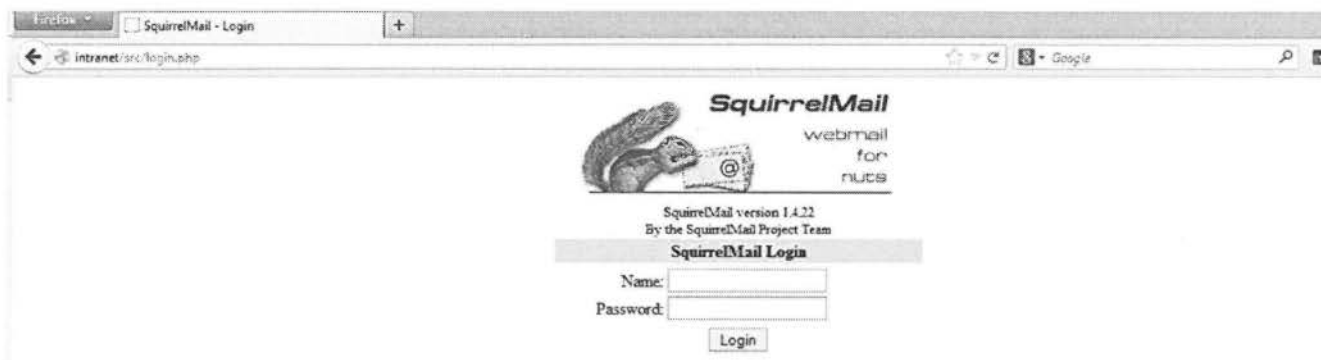 Firefox
SquirrelMail - Login
+
intranet/src/login.php
Google
SquirrelMail
webmail
for
nuts
@
SquirrelMail version 1.4.22
By the SquirrelMail Project Team
SquirrelMail Login
Name:
Password:
Login